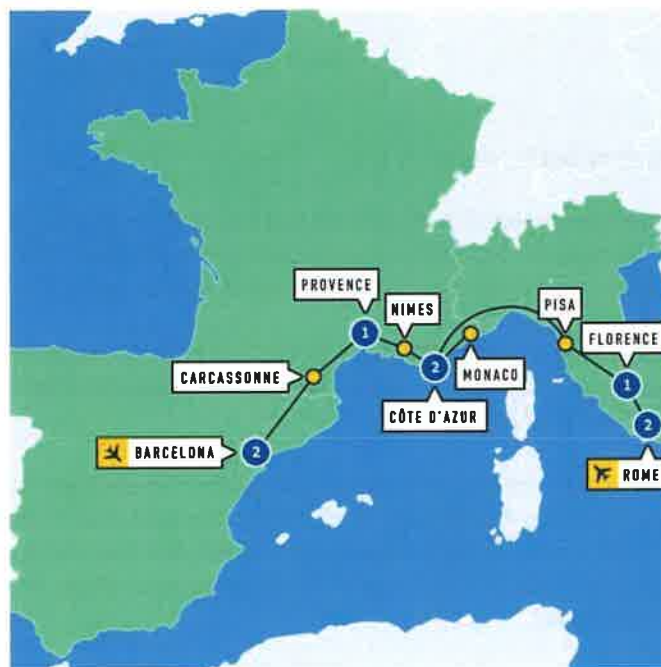 PROVENCE
1
NIMES
PISA
FLORENCE
CARCASSONNE
2
MONACO
1
CÔTE D'AZUR
2
BARCELONA
2
ROME